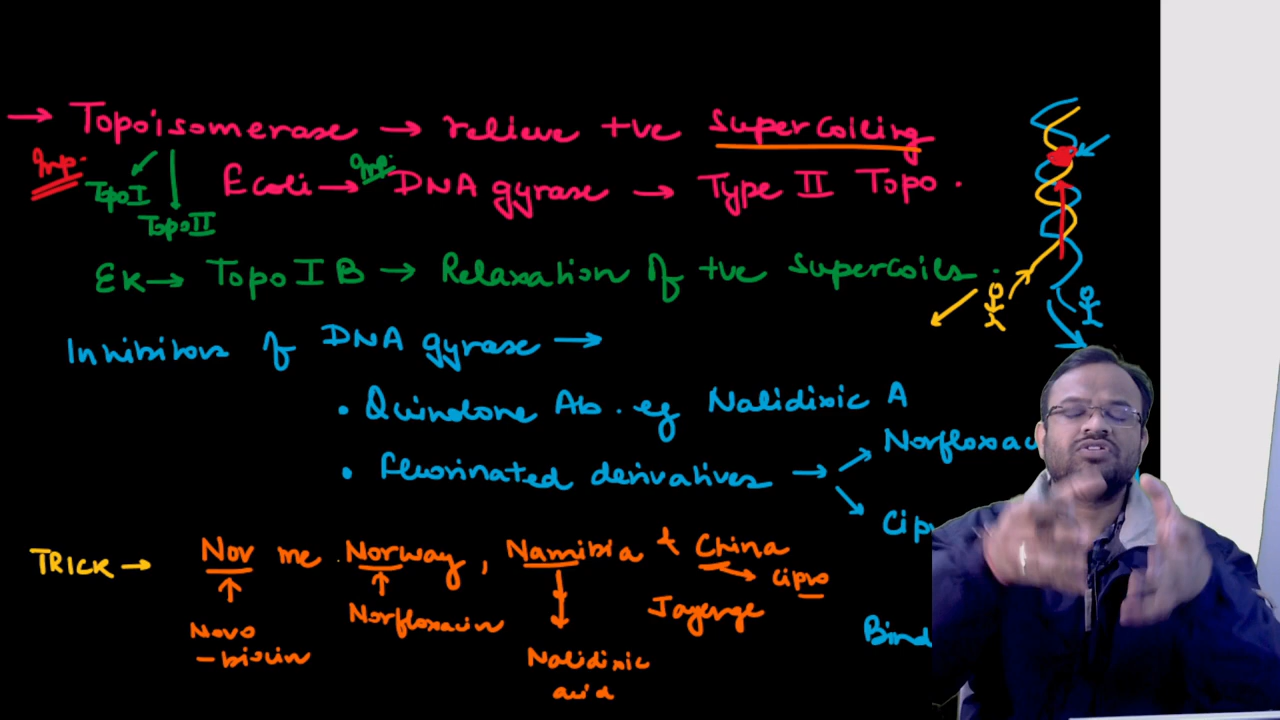 → Topoisomerase → relieve +ve Supercoiling
Imp.
TopoI
TopoII
Ecoli → Imp. DNA gyrase → Type II Topo.
EK → Topo I B → Relaxation of +ve Supercoils.
Inhibitors of DNA gyrase →
• Quinolone Ab. eg Nalidixic A
• fluorinated derivatives →
Norfloxaci
Cipr
TRICK → Nov me Norway, Namibia & China
Jayenge
cipro
Novo
-biocin
Norfloxacin
Nalidixic
acid
Bind